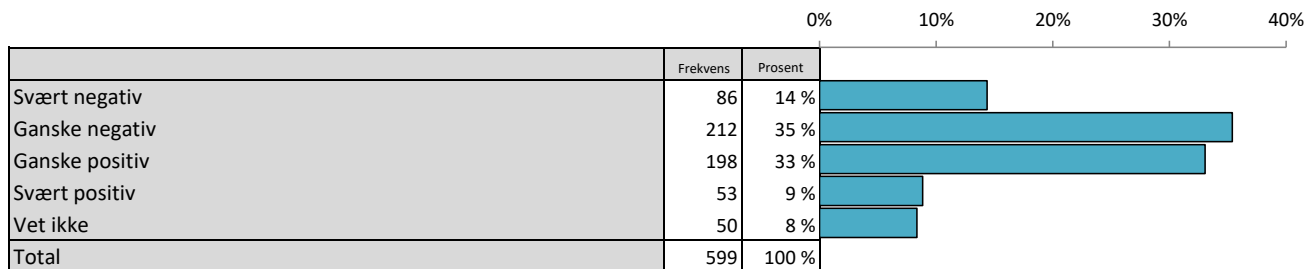 0% 10% 20% 30% 40%
Frekvens Prosent
Svært negativ 86 14 %
Ganske negativ 212 35 %
Ganske positiv 198 33 %
Svært positiv 53 9 %
Vet ikke 50 8 %
Total 599 100 %